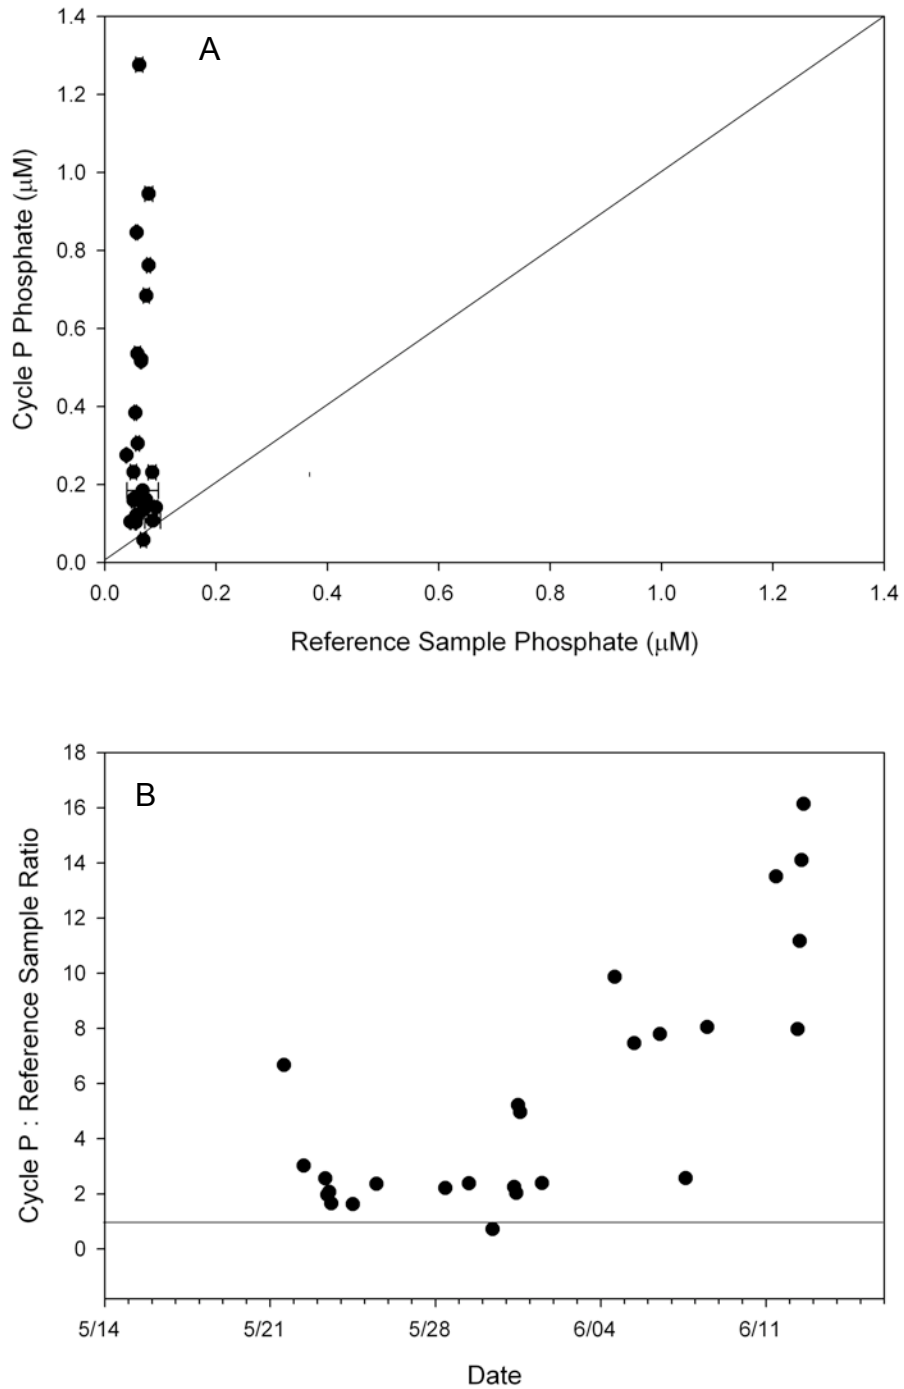 A
1.4
1.2
1.0
0.8
0.6
0.4
0.2
0.0
Cycle P Phosphate (μM)
0.0 0.2 0.4 0.6 0.8 1.0 1.2 1.4
Reference Sample Phosphate (μM)
B
18
16
14
12
10
8
6
4
2
0
Cycle P : Reference Sample Ratio
5/14 5/21 5/28 6/04 6/11
Date